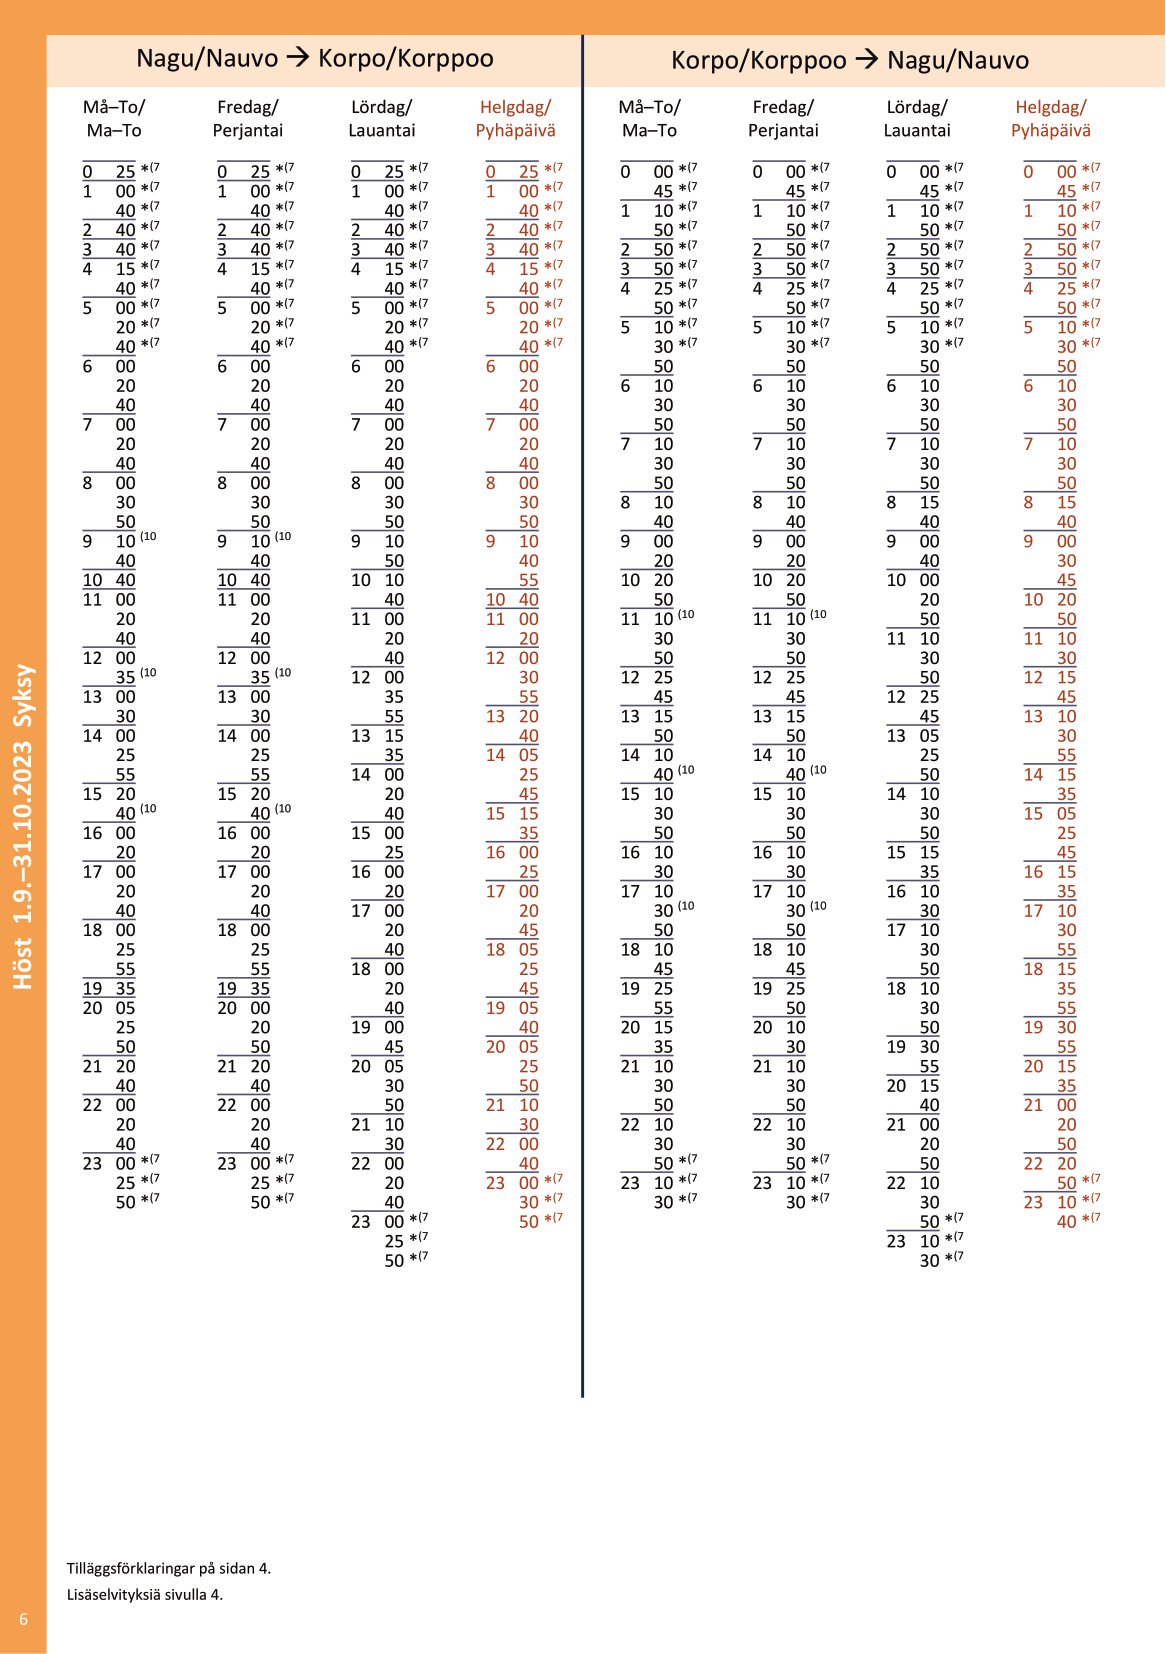 Nagu/Nauvo → Korpo/Korppoo Korpo/Korppoo → Nagu/Nauvo
Må–To/ Fredag/ Lördag/ Helgdag/ Må–To/ Fredag/ Lördag/ Helgdag/
Ma–To Perjantai Lauantai Pyhäpäivä Ma–To Perjantai Lauantai Pyhäpäivä
0 25 *(7 0 25 *(7 0 25 *(7 0 25 *(7 0 00 *(7 0 00 *(7 0 00 *(7 0 00 *(7
1 00 *(7 1 00 *(7 1 00 *(7 1 00 *(7 45 *(7 45 *(7 45 *(7 45 *(7
40 *(7 40 *(7 40 *(7 40 *(7 1 10 *(7 1 10 *(7 1 10 *(7 1 10 *(7
2 40 *(7 2 40 *(7 2 40 *(7 2 40 *(7 50 *(7 50 *(7 50 *(7 50 *(7
3 40 *(7 3 40 *(7 3 40 *(7 3 40 *(7 2 50 *(7 2 50 *(7 2 50 *(7 2 50 *(7
4 15 *(7 4 15 *(7 4 15 *(7 4 15 *(7 3 50 *(7 3 50 *(7 3 50 *(7 3 50 *(7
40 *(7 40 *(7 40 *(7 40 *(7 4 25 *(7 4 25 *(7 4 25 *(7 4 25 *(7
5 00 *(7 5 00 *(7 5 00 *(7 5 00 *(7 50 *(7 50 *(7 50 *(7 50 *(7
20 *(7 20 *(7 20 *(7 20 *(7 5 10 *(7 5 10 *(7 5 10 *(7 5 10 *(7
40 *(7 40 *(7 40 *(7 40 *(7 30 *(7 30 *(7 30 *(7 30 *(7
6 00 6 00 6 00 6 00 50 50 50 50
20 20 20 20 6 10 6 10 6 10 6 10
40 40 40 40 30 30 30 30
7 00 7 00 7 00 7 00 50 50 50 50
20 20 20 20 7 10 7 10 7 10 7 10
40 40 40 40 30 30 30 30
8 00 8 00 8 00 8 00 50 50 50 50
30 30 30 30 8 10 8 10 8 15 8 15
50 50 50 50 40 40 40 40
9 10 (10 9 10 (10 9 10 9 10 9 00 9 00 9 00 9 00
40 40 50 40 20 20 40 30
10 40 10 40 10 10 55 10 20 10 20 10 00 45
11 00 11 00 40 10 40 50 50 20 10 20
20 20 11 00 11 00 11 10 (10 11 10 (10 50 50
40 40 20 20 30 30 11 10 11 10
12 00 12 00 40 12 00 50 50 30 30
35 (10 35 (10 12 00 30 12 25 12 25 50 12 15
13 00 13 00 35 55 45 45 12 25 45
30 30 55 13 20 13 15 13 15 45 13 10
14 00 14 00 13 15 40 50 50 13 05 30
25 25 35 14 05 14 10 14 10 25 55
55 55 14 00 25 40 (10 40 (10 50 14 15
15 20 15 20 20 45 15 10 15 10 14 10 35
40 (10 40 (10 40 15 15 30 30 30 15 05
16 00 16 00 15 00 35 50 50 50 25
20 20 25 16 00 16 10 16 10 15 15 45
17 00 17 00 16 00 25 30 30 35 16 15
20 20 20 17 00 17 10 17 10 16 10 35
40 40 17 00 20 30 (10 30 (10 30 17 10
18 00 18 00 20 45 50 50 17 10 30
25 25 40 18 05 18 10 18 10 30 55
55 55 18 00 25 45 45 50 18 15
19 35 19 35 20 45 19 25 19 25 18 10 35
20 05 20 00 40 19 05 55 55 30 55
25 20 19 00 40 20 15 20 10 50 19 30
50 50 45 20 05 35 30 19 30 55
21 20 21 20 20 05 25 21 10 21 10 55 20 15
40 40 30 50 30 30 20 15 35
22 00 22 00 50 21 10 50 50 40 21 00
20 20 21 10 30 22 10 22 10 21 00 20
40 40 30 22 00 30 30 20 50
23 00 *(7 23 00 *(7 22 00 40 50 *(7 50 *(7 50 22 20
25 *(7 25 *(7 20 23 00 *(7 23 10 *(7 23 10 *(7 22 10 50 *(7
50 *(7 50 *(7 40 30 *(7 30 *(7 30 *(7 30 23 10 *(7
23 00 *(7 50 *(7 50 *(7 40 *(7
25 *(7 23 10 *(7
50 *(7 30 *(7
Höst 1.9.–31.10.2023 Syksy
Tilläggsförklaringar på sidan 4.
Lisäselvityksiä sivulla 4.
6